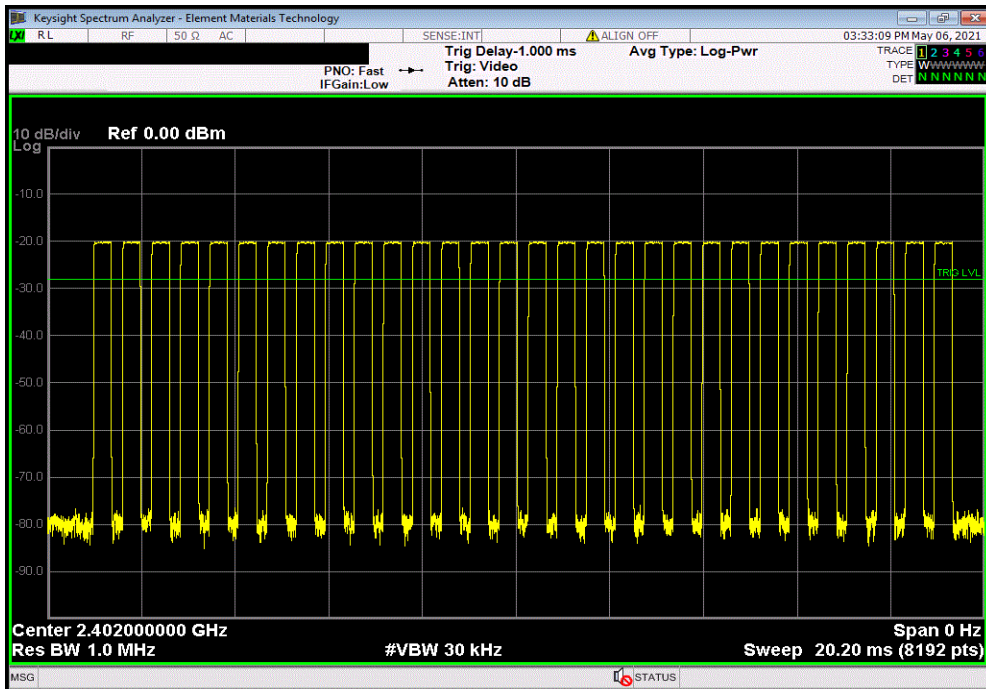 Keysight Spectrum Analyzer - Element Materials Technology
LXI RL RF 50 Ω AC SENSE:INT ALIGN OFF 03:33:09 PM May 06, 2021
PNO: Fast
IFGain:Low
Trig Delay-1.000 ms
Trig: Video
Atten: 10 dB
Avg Type: Log-Pwr
TRACE 1 2 3 4 5 6
TYPE WWWWWW
DET N N N N N N
10 dB/div Ref 0.00 dBm
Log
-10.0
-20.0
TRIG LVL
-30.0
-40.0
-50.0
-60.0
-70.0
-80.0
-90.0
Center 2.402000000 GHz Span 0 Hz
Res BW 1.0 MHz #VBW 30 kHz Sweep 20.20 ms (8192 pts)
MSG STATUS